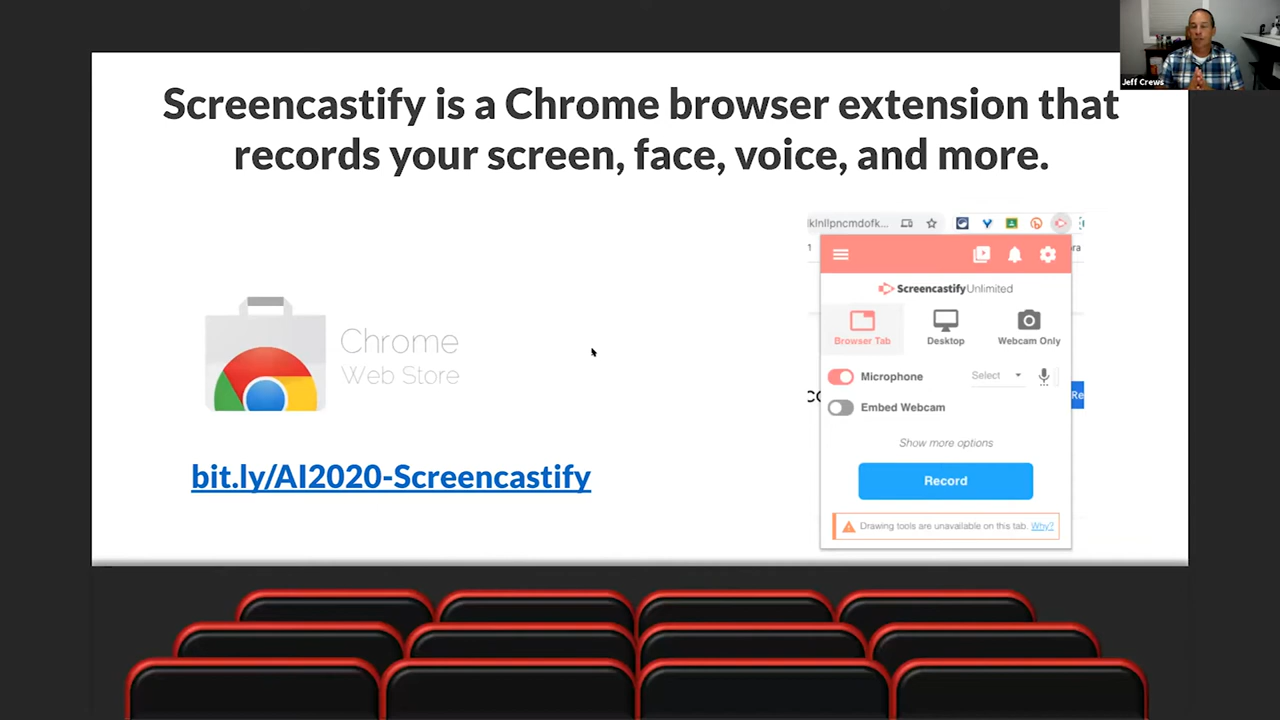 Jeff Crews
Screencastify is a Chrome browser extension that
records your screen, face, voice, and more.
Chrome
Web Store
bit.ly/AI2020-Screencastify
klnllpncmdofk...
Screencastify Unlimited
Browser Tab
Desktop
Webcam Only
Microphone
Select
Embed Webcam
Show more options
Record
Drawing tools are unavailable on this tab. Why?